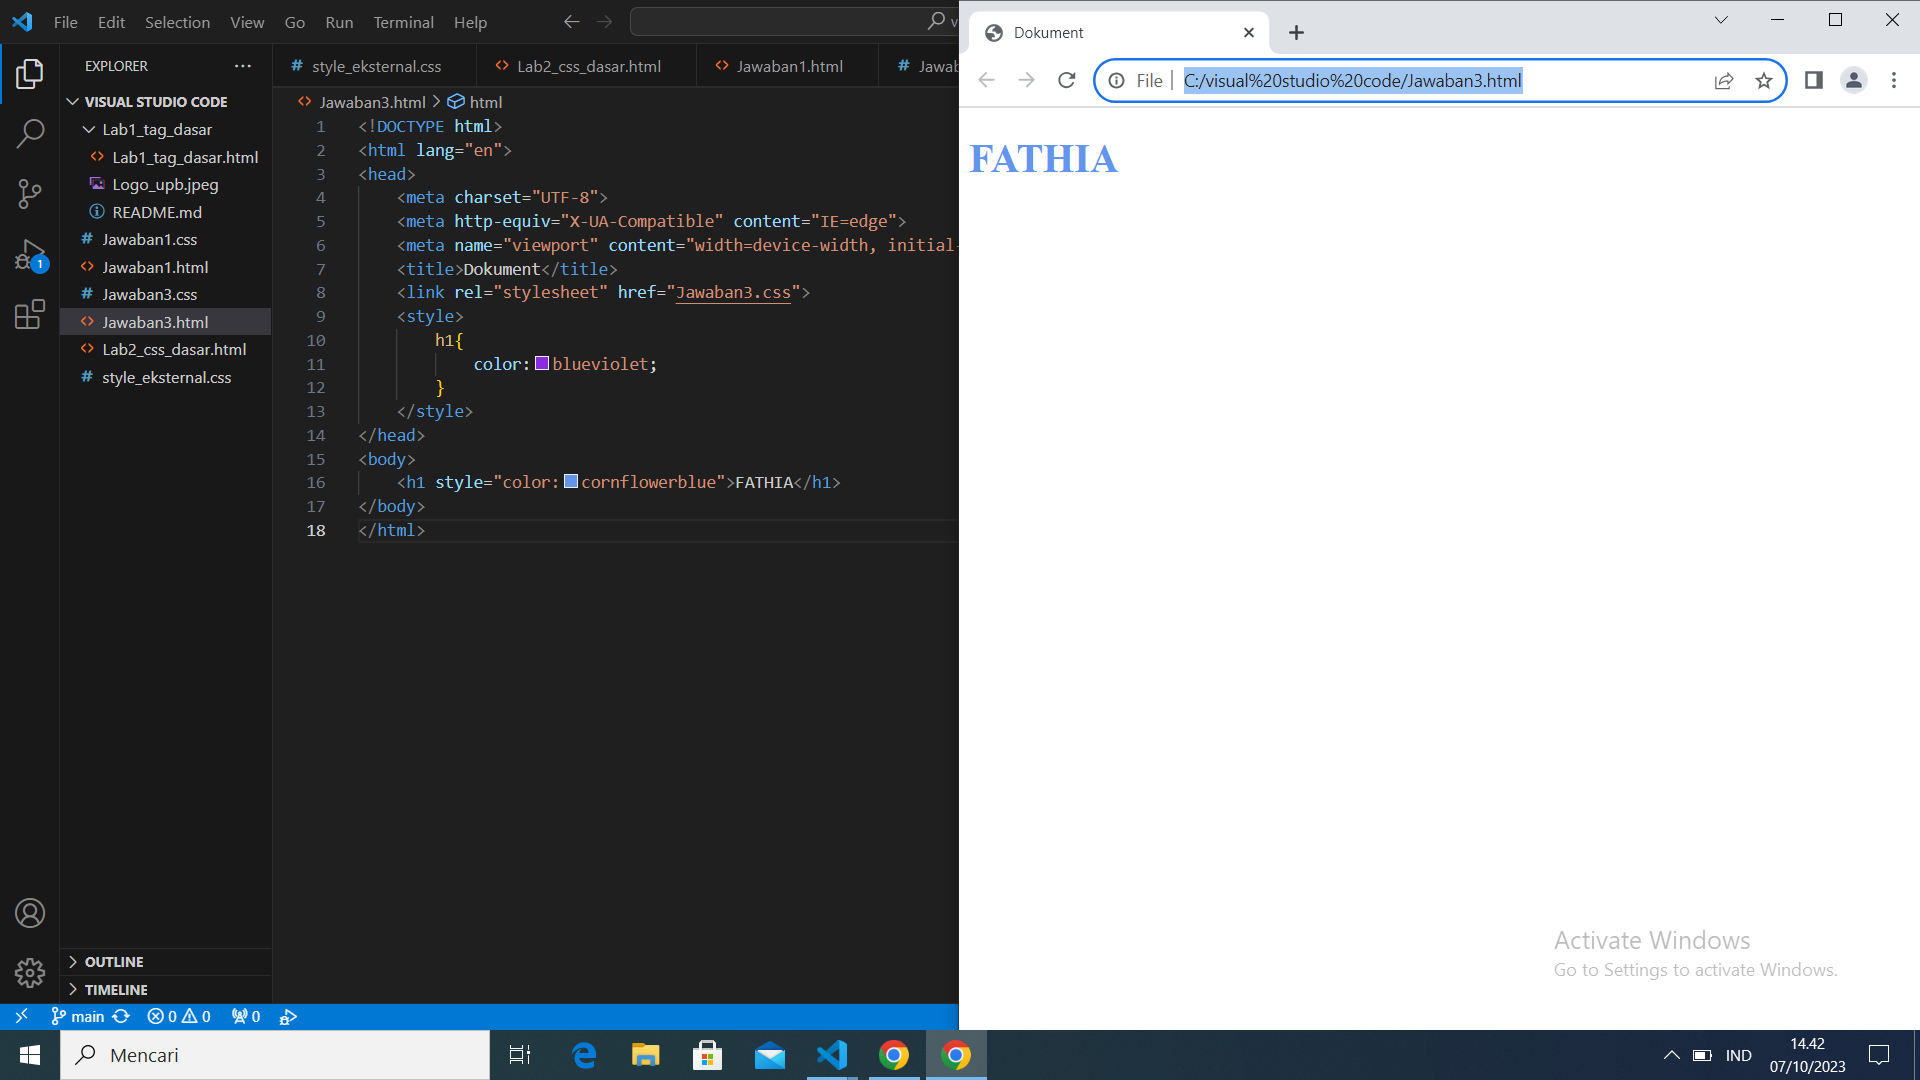 File Edit Selection View Go Run Terminal Help
EXPLORER
VISUAL STUDIO CODE
Lab1_tag_dasar
Lab1_tag_dasar.html
Logo_upb.jpeg
README.md
Jawaban1.css
Jawaban1.html
Jawaban3.css
Jawaban3.html
Lab2_css_dasar.html
style_eksternal.css
OUTLINE
TIMELINE
style_eksternal.css Lab2_css_dasar.html Jawaban1.html Jawab
Jawaban3.html > html
1 <!DOCTYPE html>
2 <html lang="en">
3 <head>
4 <meta charset="UTF-8">
5 <meta http-equiv="X-UA-Compatible" content="IE=edge">
6 <meta name="viewport" content="width=device-width, initial-
7 <title>Dokument</title>
8 <link rel="stylesheet" href="Jawaban3.css">
9 <style>
10 h1{
11 color: blueviolet;
12 }
13 </style>
14 </head>
15 <body>
16 <h1 style="color: cornflowerblue">FATHIA</h1>
17 </body>
18 </html>
main 0 0 0
Dokument
File C:/visual%20studio%20code/Jawaban3.html
FATHIA
Activate Windows
Go to Settings to activate Windows.
Mencari
1
IND
14.42
07/10/2023